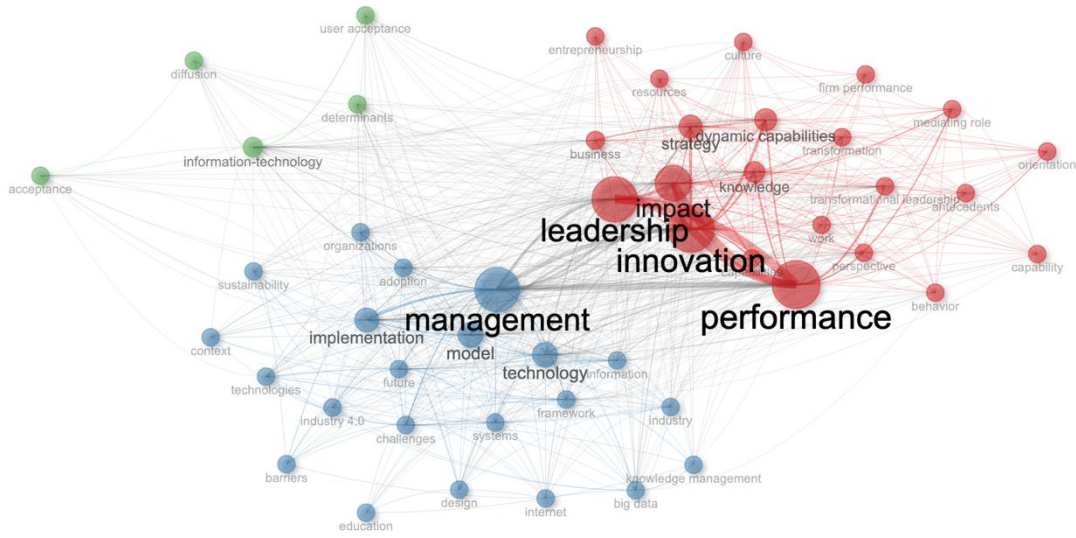 user acceptance
entrepreneurship
culture
diffusion
resources
firm performance
determinants
mediating role
strategy
dynamic capabilities
transformation
business
information-technology
orientation
acceptance
knowledge
transformational leadership
antecedents
impact
leadership
work
organizations
innovation
capabilities
perspective
capability
adoption
sustainability
behavior
management
performance
implementation
model
context
technology
information
future
technologies
framework
industry
industry 4.0
challenges
systems
barriers
knowledge management
design
internet
big data
education